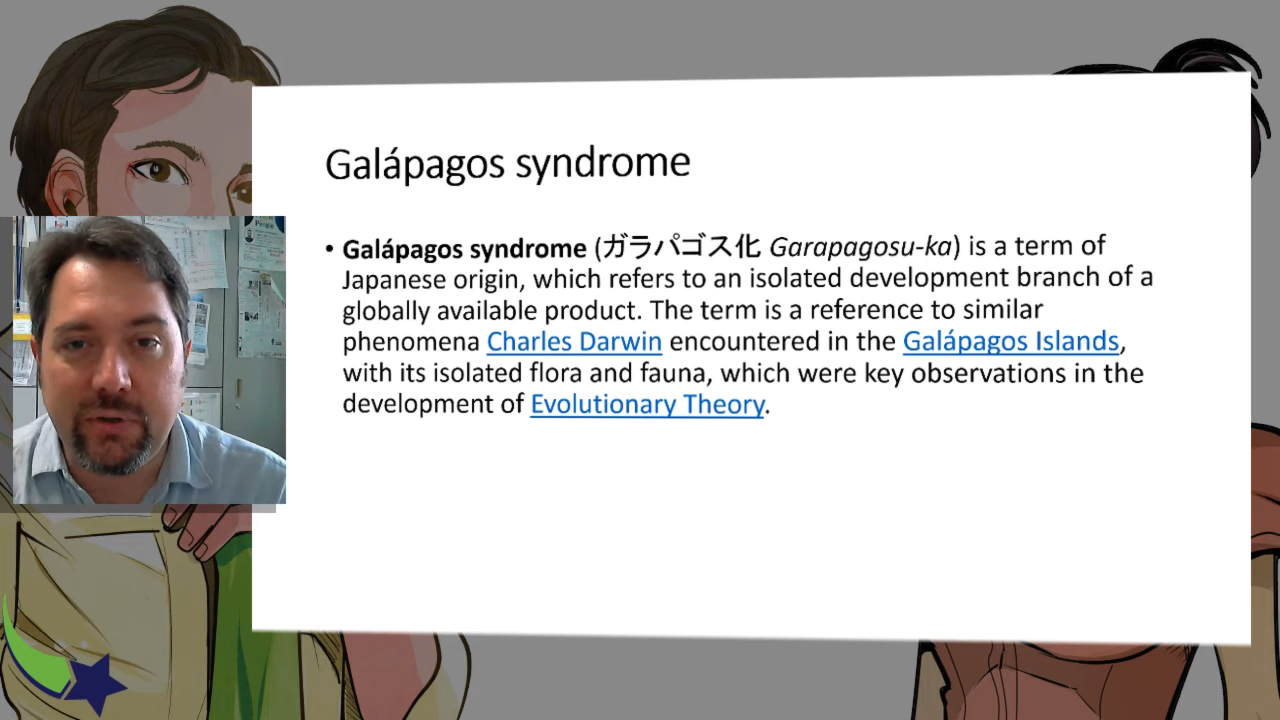 Galápagos syndrome
• Galápagos syndrome (ガラパゴス化 Garapagosu-ka) is a term of
Japanese origin, which refers to an isolated development branch of a
globally available product. The term is a reference to similar
phenomena Charles Darwin encountered in the Galápagos Islands,
with its isolated flora and fauna, which were key observations in the
development of Evolutionary Theory.